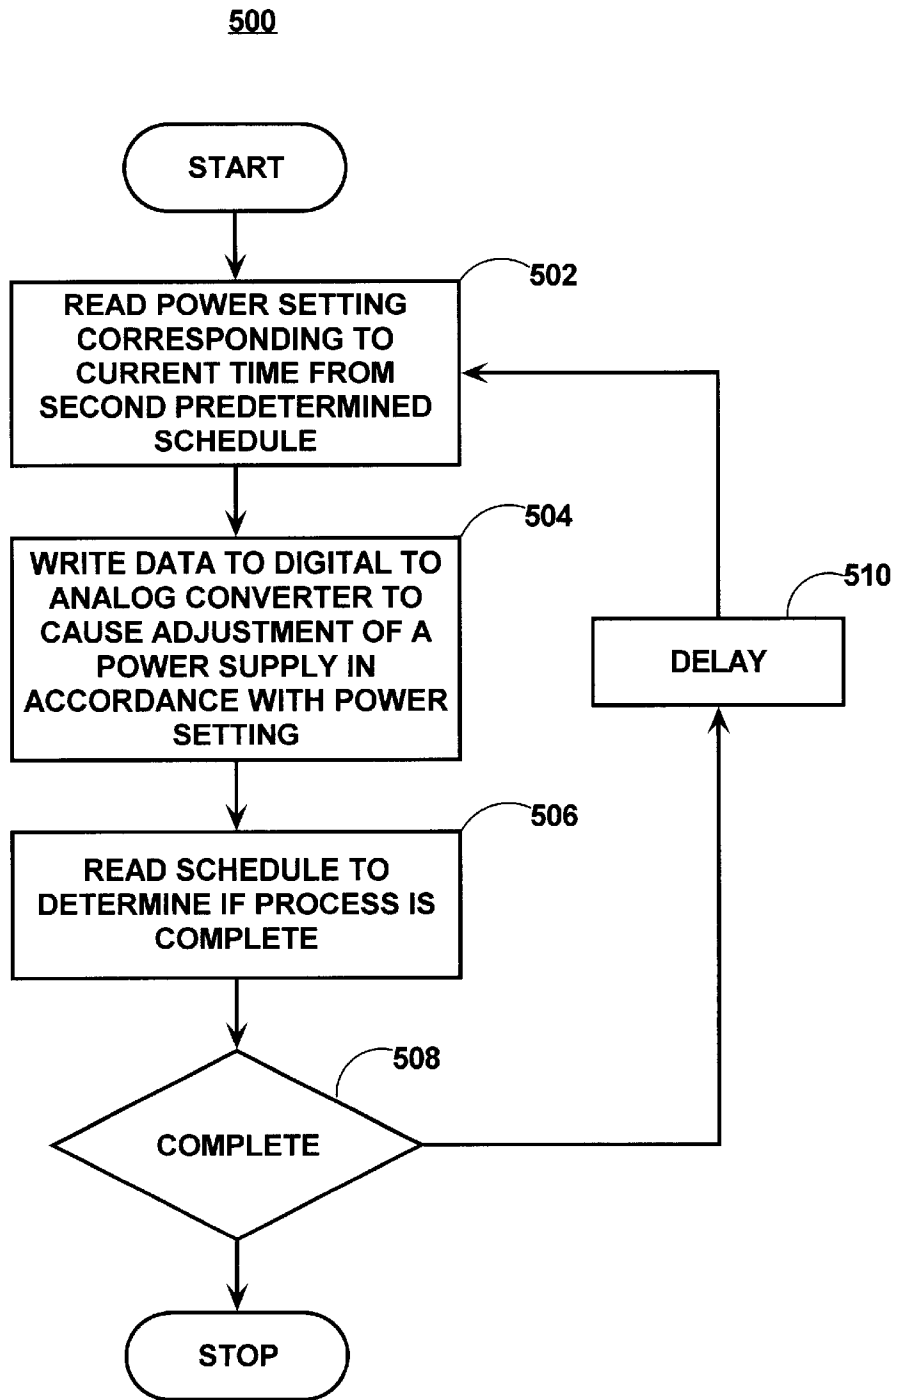 500
START
502
READ POWER SETTING
CORRESPONDING TO
CURRENT TIME FROM
SECOND PREDETERMINED
SCHEDULE
504
WRITE DATA TO DIGITAL TO
ANALOG CONVERTER TO
CAUSE ADJUSTMENT OF A
POWER SUPPLY IN
ACCORDANCE WITH POWER
SETTING
510
DELAY
506
READ SCHEDULE TO
DETERMINE IF PROCESS IS
COMPLETE
508
COMPLETE
STOP